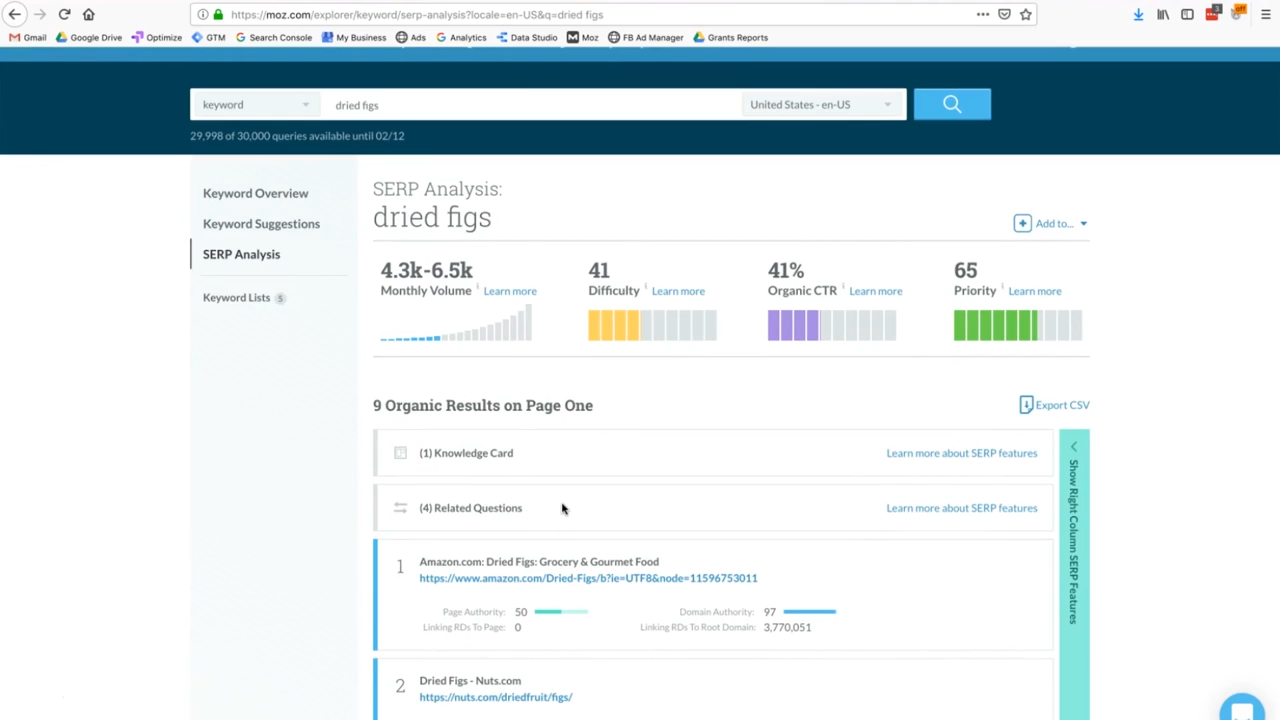 https://moz.com/explorer/keyword/serp-analysis?locale=en-US&q=dried figs
3
off
Gmail Google Drive Optimize GTM Search Console My Business Ads Analytics Data Studio Moz FB Ad Manager Grants Reports
keyword dried figs United States - en-US
29,998 of 30,000 queries available until 02/12
Keyword Overview
Keyword Suggestions
SERP Analysis
Keyword Lists 5
SERP Analysis:
dried figs
Add to...
4.3k-6.5k
Monthly Volume i Learn more
41
Difficulty i Learn more
41%
Organic CTR i Learn more
65
Priority i Learn more
9 Organic Results on Page One
Export CSV
(1) Knowledge Card Learn more about SERP features
(4) Related Questions Learn more about SERP features
Show Right Column SERP Features
1 Amazon.com: Dried Figs: Grocery & Gourmet Food
https://www.amazon.com/Dried-Figs/b?ie=UTF8&node=11596753011
Page Authority: 50 Domain Authority: 97
Linking RDs To Page: 0 Linking RDs To Root Domain: 3,770,051
2 Dried Figs - Nuts.com
https://nuts.com/driedfruit/figs/